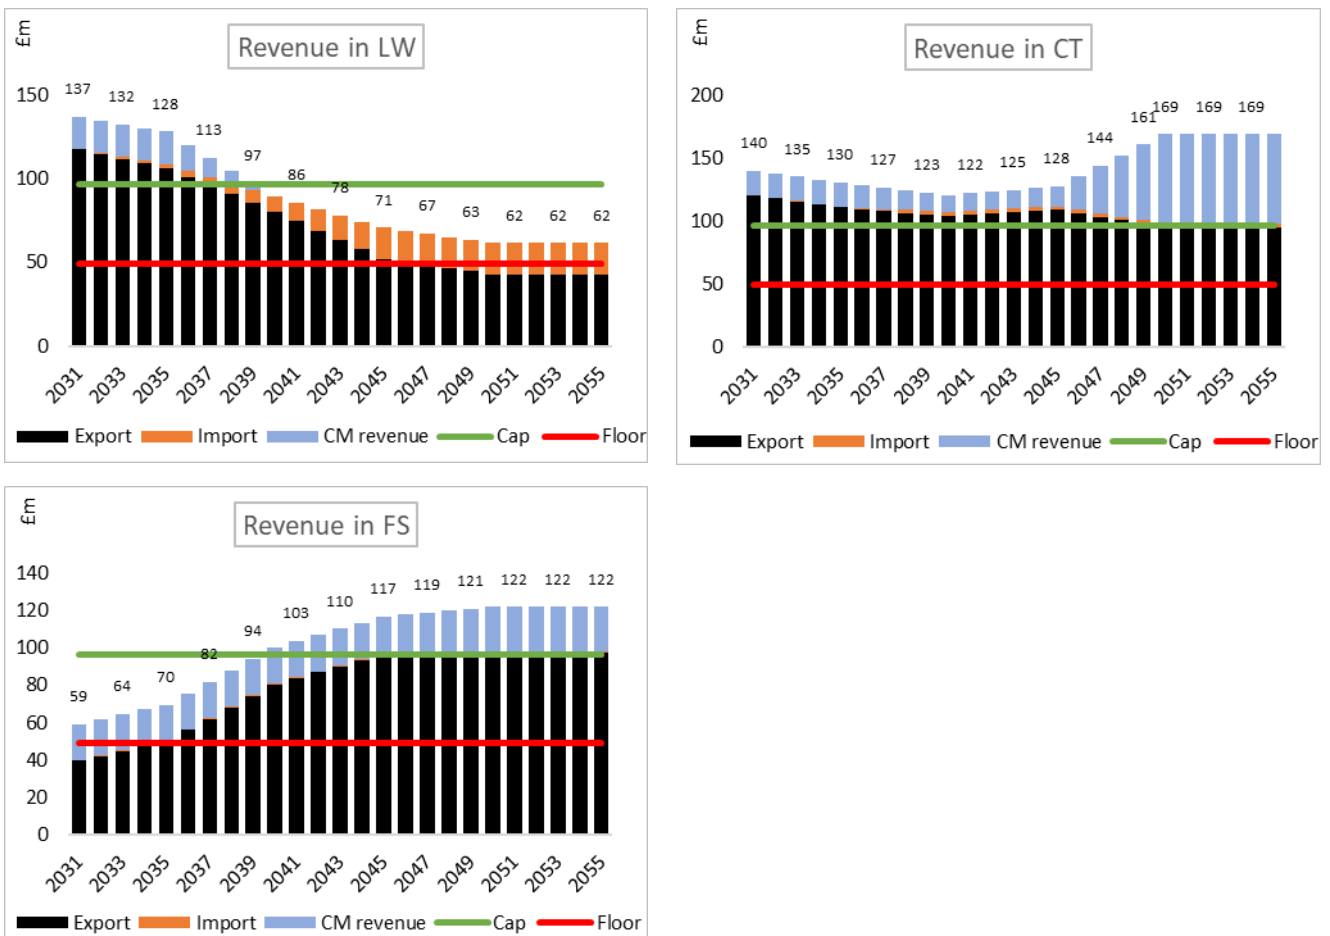 £m
Revenue in LW
137 132 128 113 97 86 78 71 67 63 62 62 62
150
100
50
0
2031 2033 2035 2037 2039 2041 2043 2045 2047 2049 2051 2053 2055
Export Import CM revenue Cap Floor
£m
Revenue in CT
200
140 135 130 127 123 122 125 128 144 161 169 169 169
150
100
50
0
2031 2033 2035 2037 2039 2041 2043 2045 2047 2049 2051 2053 2055
Export Import CM revenue Cap Floor
£m
Revenue in FS
140
59 64 70 82 94 103 110 117 119 121 122 122 122
120
100
80
60
40
20
0
2031 2033 2035 2037 2039 2041 2043 2045 2047 2049 2051 2053 2055
Export Import CM revenue Cap Floor